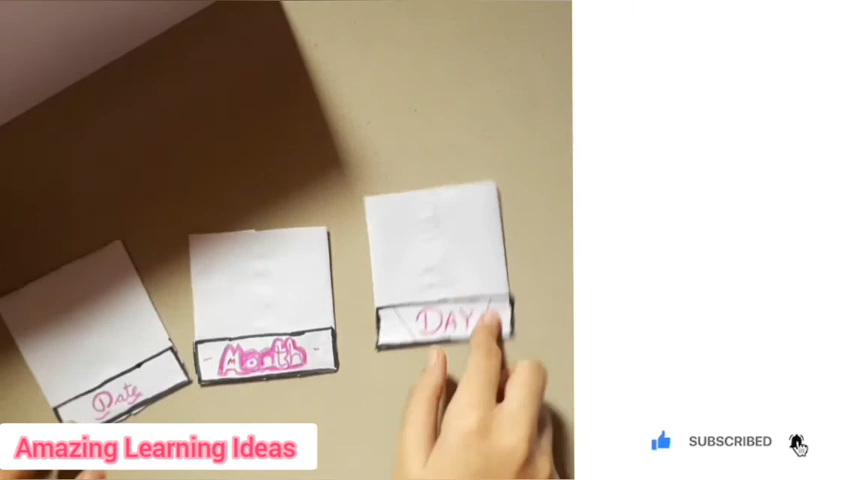 DAY
Month
Date
Amazing Learning Ideas
SUBSCRIBED